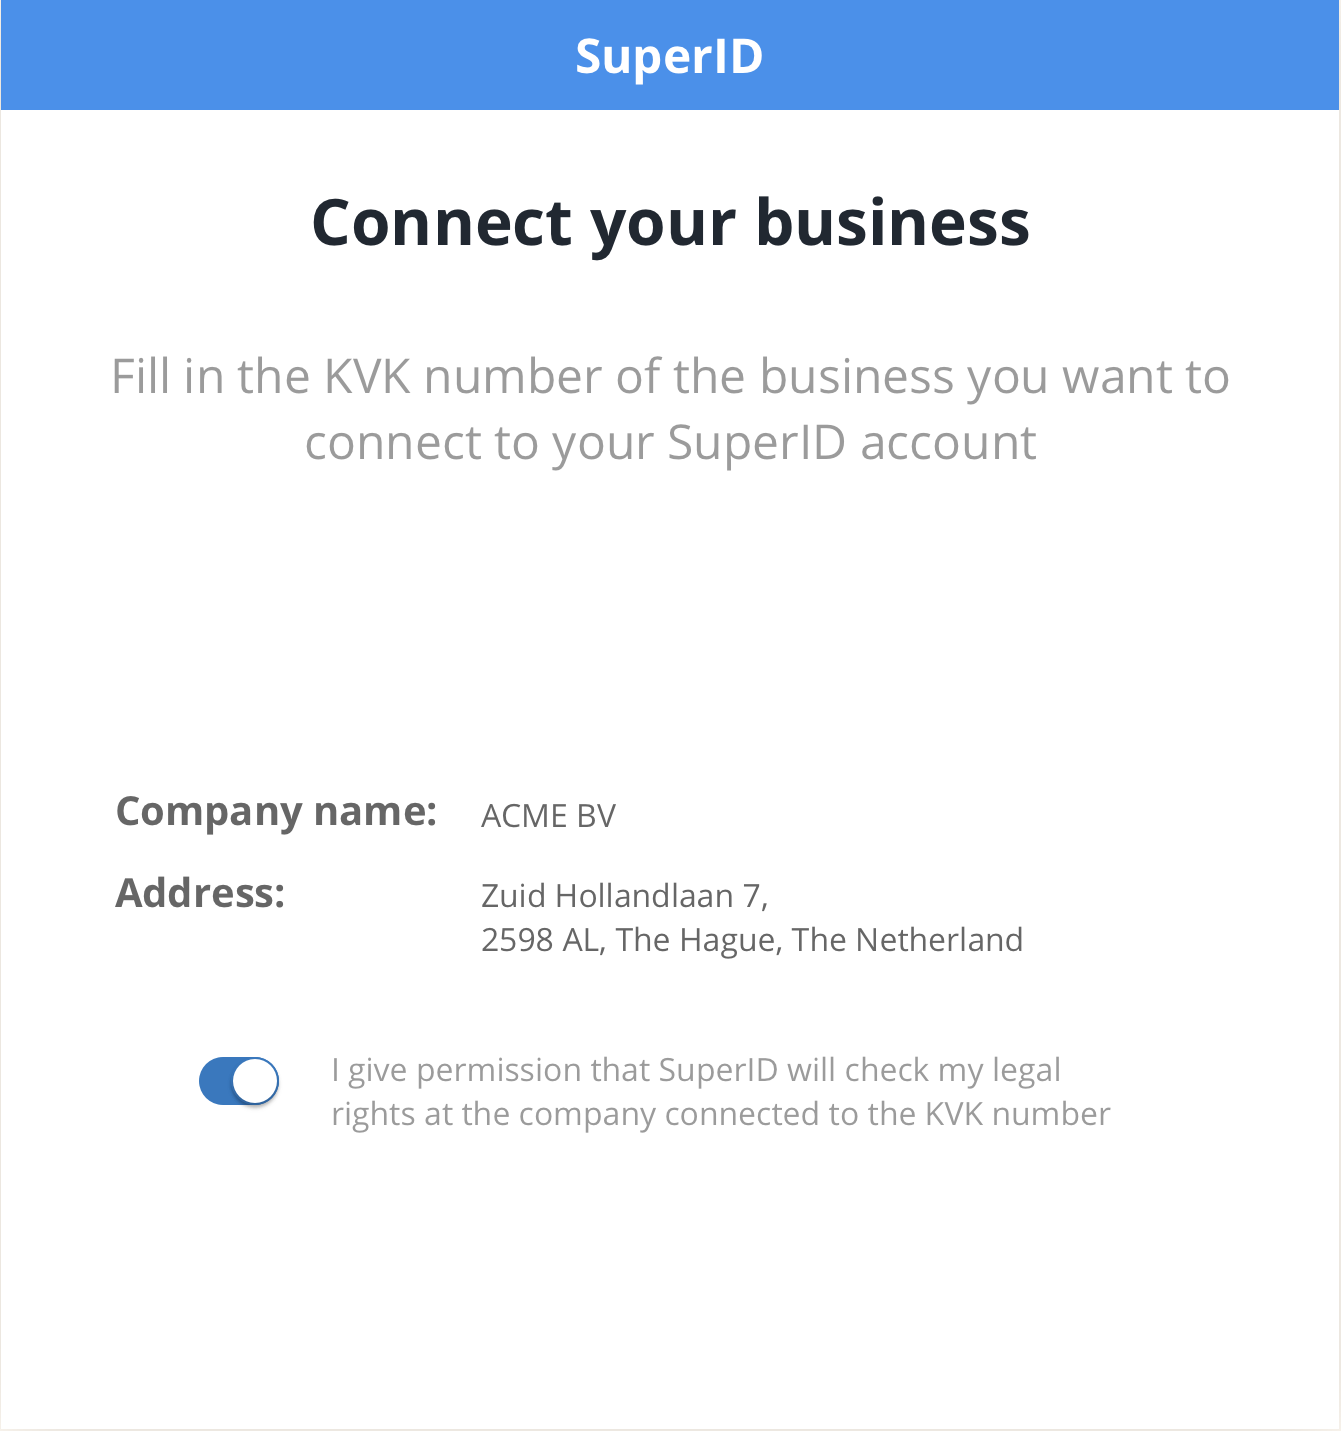 SuperID
Connect your business
Fill in the KVK number of the business you want to
connect to your SuperID account
Company name: ACME BV
Address: Zuid Hollandlaan 7,
2598 AL, The Hague, The Netherland
I give permission that SuperID will check my legal
rights at the company connected to the KVK number